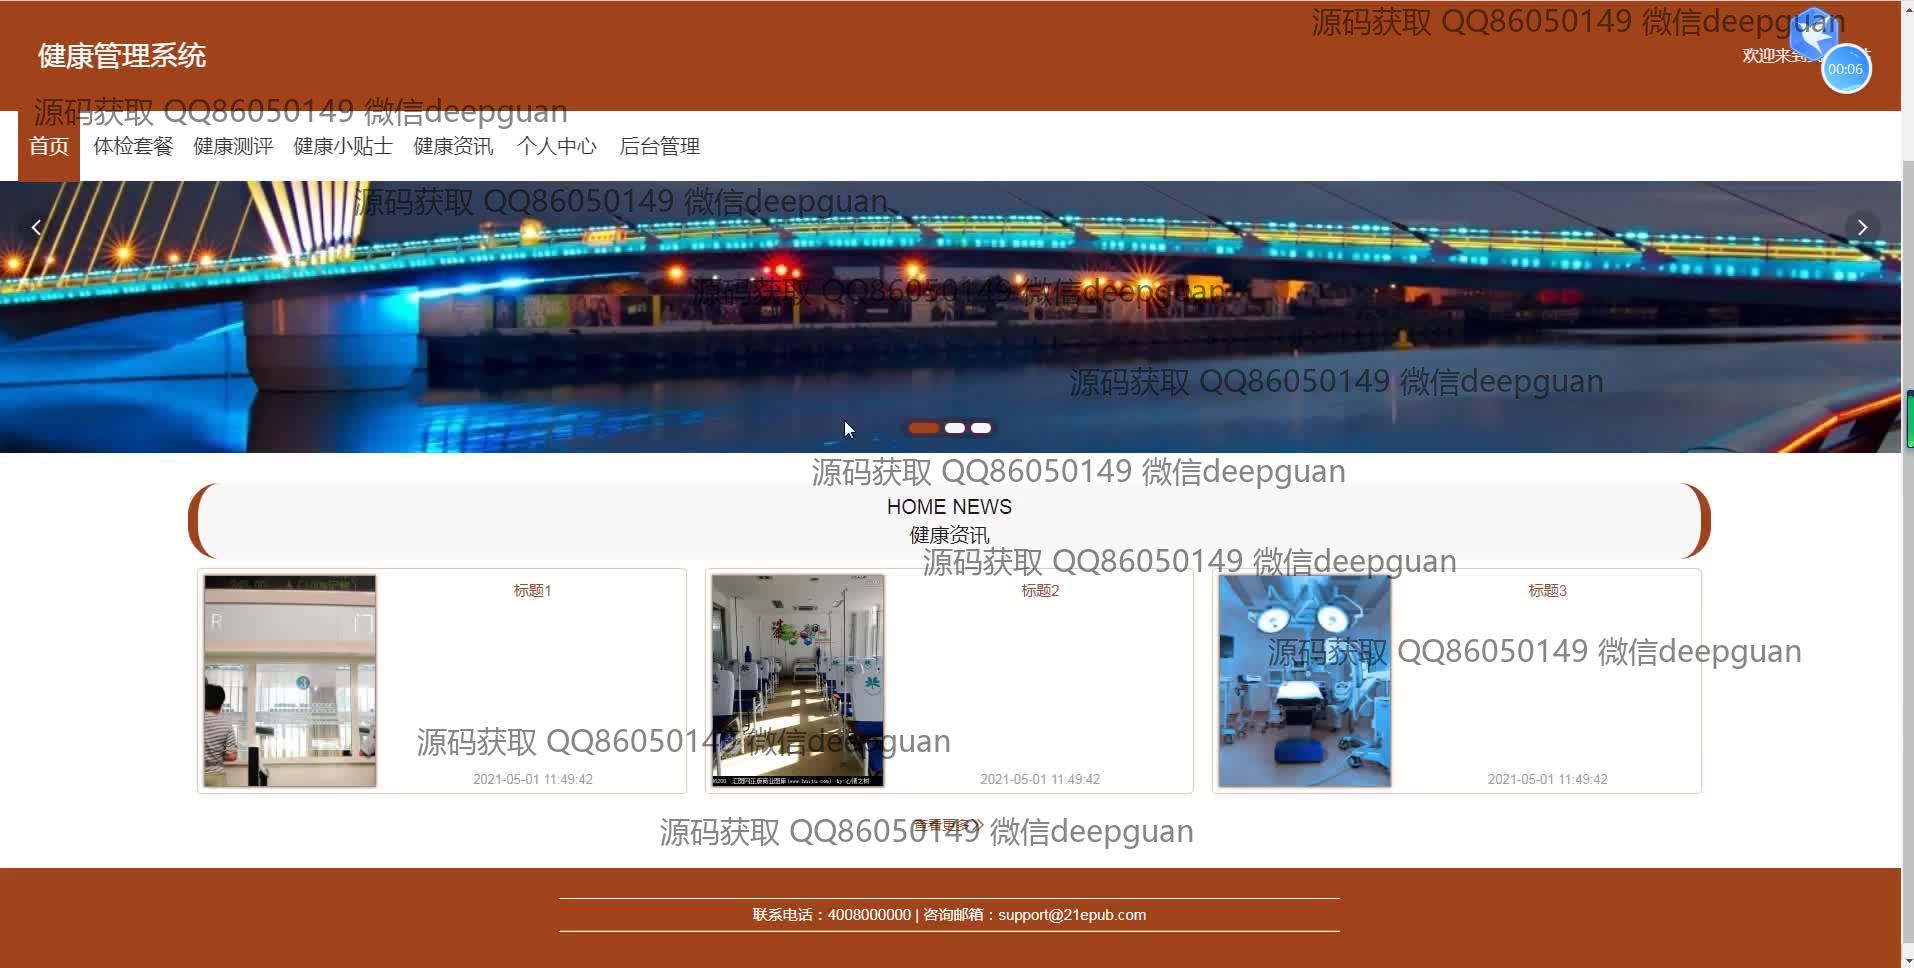 源码获取 QQ86050149 微信deepguan
健康管理系统
欢迎来到
00:06
源码获取 QQ86050149 微信deepguan
首页 体检套餐 健康测评 健康小贴士 健康资讯 个人中心 后台管理
源码获取 QQ86050149 微信deepguan
源码获取 QQ86050149 微信deepguan
源码获取 QQ86050149 微信deepguan
源码获取 QQ86050149 微信deepguan
HOME NEWS
健康资讯
源码获取 QQ86050149 微信deepguan
标题1 标题2 标题3
R 门
3
源码获取 QQ86050149 微信deepguan
源码获取 QQ86050149 微信deepguan
2021-05-01 11:49:42 2021-05-01 11:49:42 2021-05-01 11:49:42
查看更多
源码获取 QQ86050149 微信deepguan
联系电话：4008000000 | 咨询邮箱：support@21epub.com